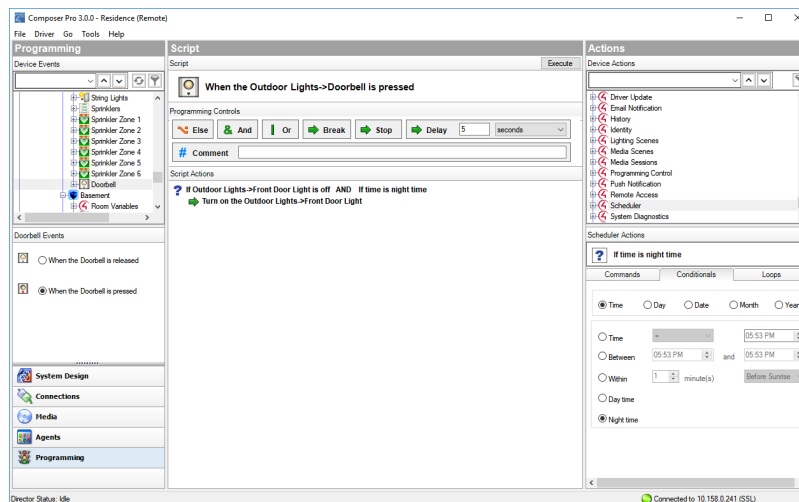 Composer Pro 3.0.0 - Residence (Remote)
File Driver Go Tools Help
Programming
Device Events
String Lights
Sprinklers
Sprinkler Zone 1
Sprinkler Zone 2
Sprinkler Zone 3
Sprinkler Zone 4
Sprinkler Zone 5
Sprinkler Zone 6
Doorbell
Basement
Room Variables
Doorbell Events
When the Doorbell is released
When the Doorbell is pressed
System Design
Connections
Media
Agents
Programming
Director Status: Idle
Script
Script
Execute
When the Outdoor Lights->Doorbell is pressed
Programming Controls
Else
& And
Or
Break
Stop
Delay
5
seconds
# Comment
Script Actions
? If Outdoor Lights->Front Door Light is off AND If time is night time
Turn on the Outdoor Lights->Front Door Light
Actions
Device Actions
Driver Update
Email Notification
History
Identity
Lighting Scenes
Media Scenes
Media Sessions
Programming Control
Push Notification
Remote Access
Scheduler
System Diagnostics
Scheduler Actions
? If time is night time
Commands Conditionals Loops
Time Day Date Month Year
Time = 05:53 PM
Between 05:53 PM and 05:53 PM
Within 1 minute(s) Before Sunrise
Day time
Night time
Connected to 10.158.0.241 (SSL)